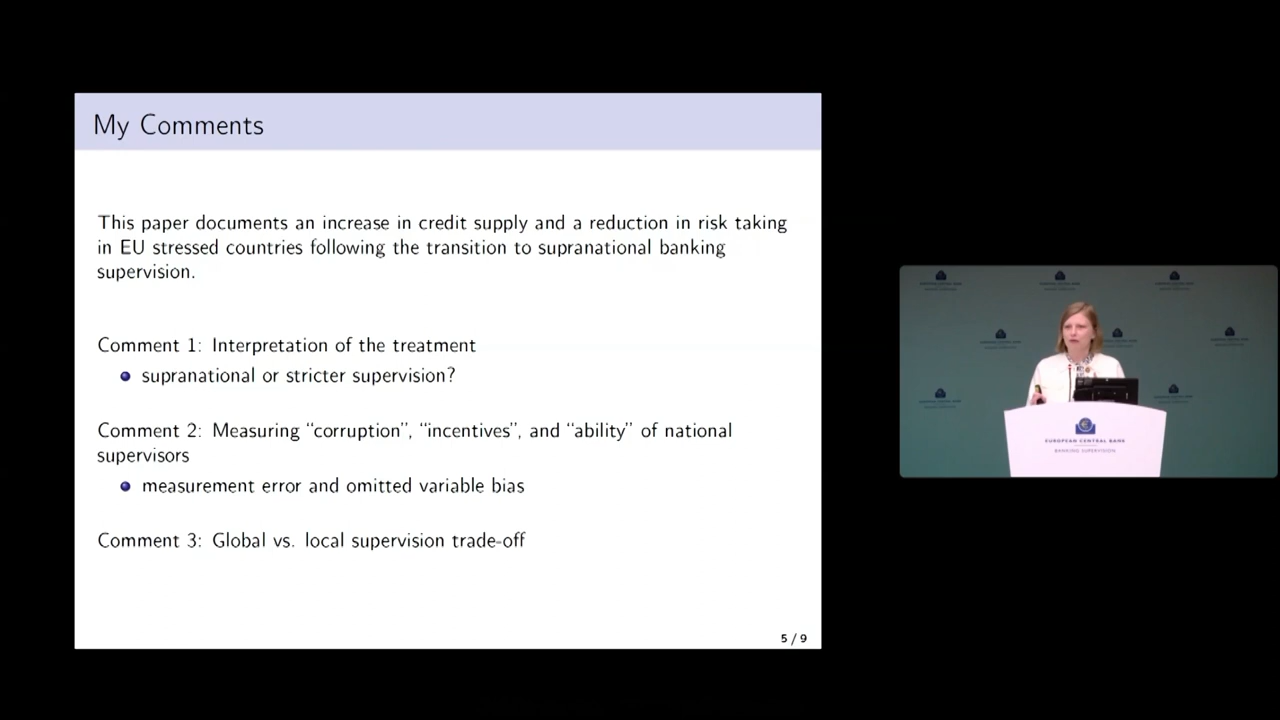 My Comments
This paper documents an increase in credit supply and a reduction in risk taking
in EU stressed countries following the transition to supranational banking
supervision.
Comment 1: Interpretation of the treatment
supranational or stricter supervision?
Comment 2: Measuring “corruption”, “incentives”, and “ability” of national
supervisors
measurement error and omitted variable bias
Comment 3: Global vs. local supervision trade-off
5 / 9
EUROPEAN CENTRAL BANK
BANKING SUPERVISION